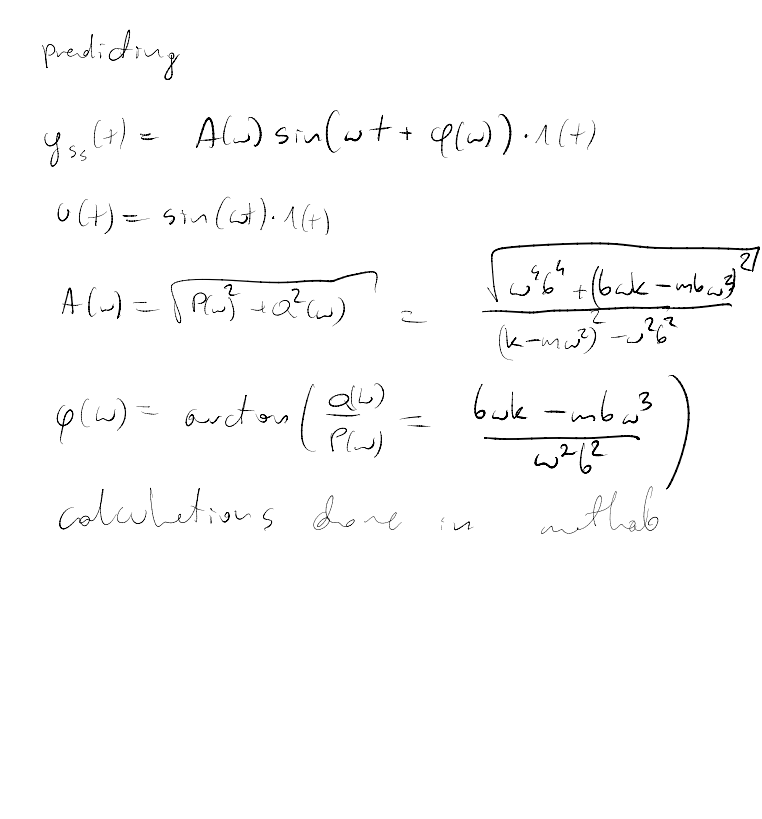 predicting
y_ss(t) = A(ω) sin(ωt + φ(ω)) · 1(t)
u(t) = sin(ωt) · 1(t)
A(ω) = √(P(ω)² + Q²(ω)) = √(ω⁴b⁴ + (bωk − mbω³)²) / ((k − mω²)² − ω²b²)
φ(ω) = arctan(Q(ω)/P(ω) = (bωk − mbω³)/(ω²b²))
calculations done in mathab